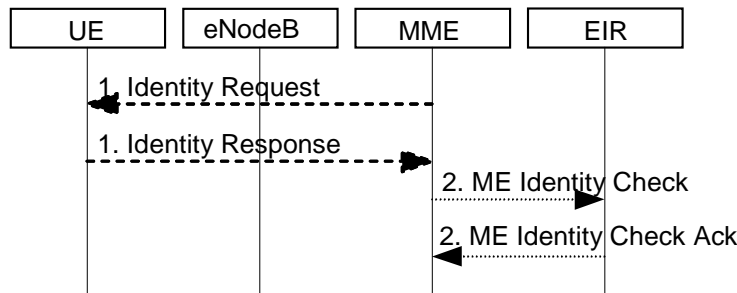 UE eNodeB MME EIR
1. Identity Request
1. Identity Response
2. ME Identity Check
2. ME Identity Check Ack